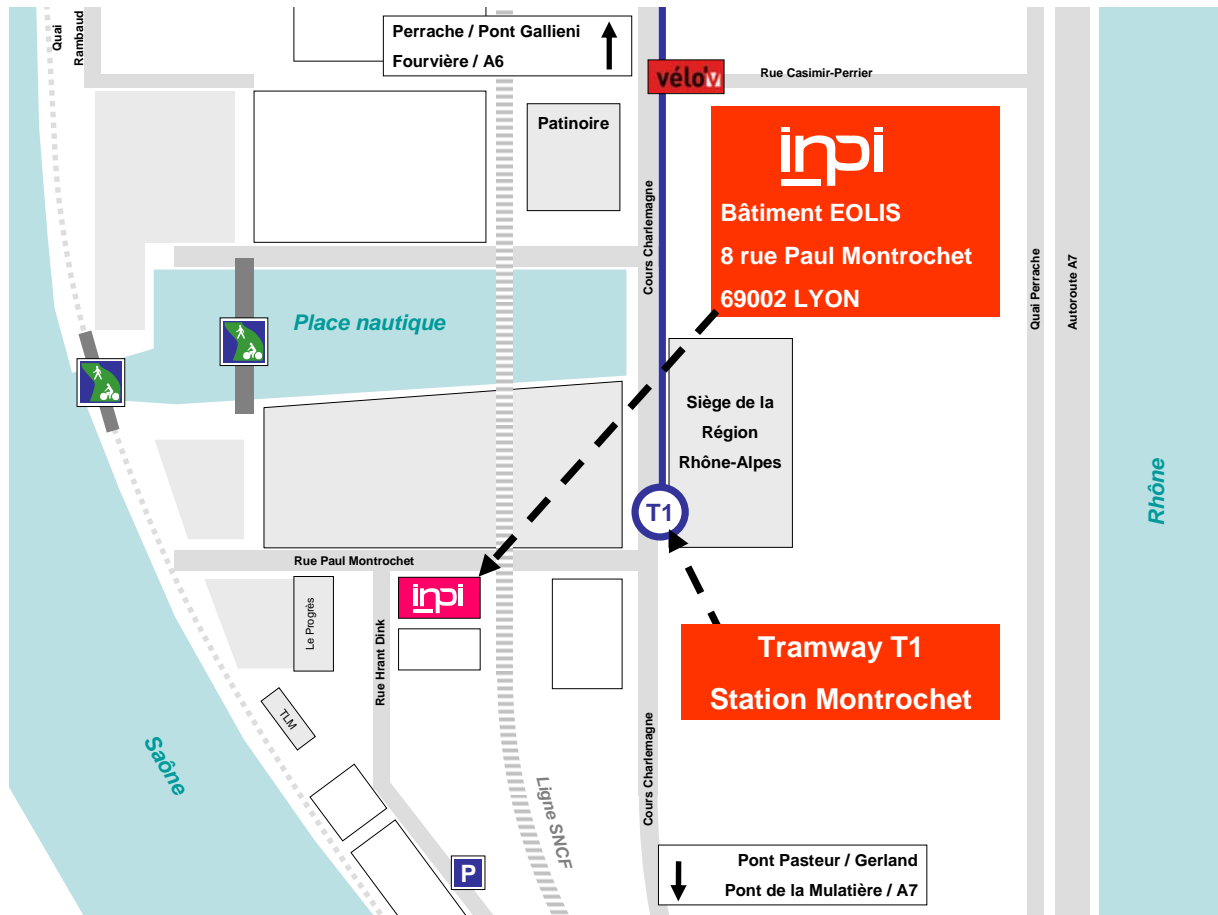 Quai
Rambaud
Perrache / Pont Gallieni
Fourvière / A6
vélo'v
Rue Casimir-Perrier
Patinoire
inpi
Bâtiment EOLIS
8 rue Paul Montrochet
69002 LYON
Cours Charlemagne
Quai Perrache
Autoroute A7
Place nautique
Siège de la
Région
Rhône-Alpes
Rhône
T1
Rue Paul Montrochet
inpi
Le Progrès
Rue Hrant Dink
TLM
Tramway T1
Station Montrochet
Saône
Ligne SNCF
Cours Charlemagne
P
Pont Pasteur / Gerland
Pont de la Mulatière / A7